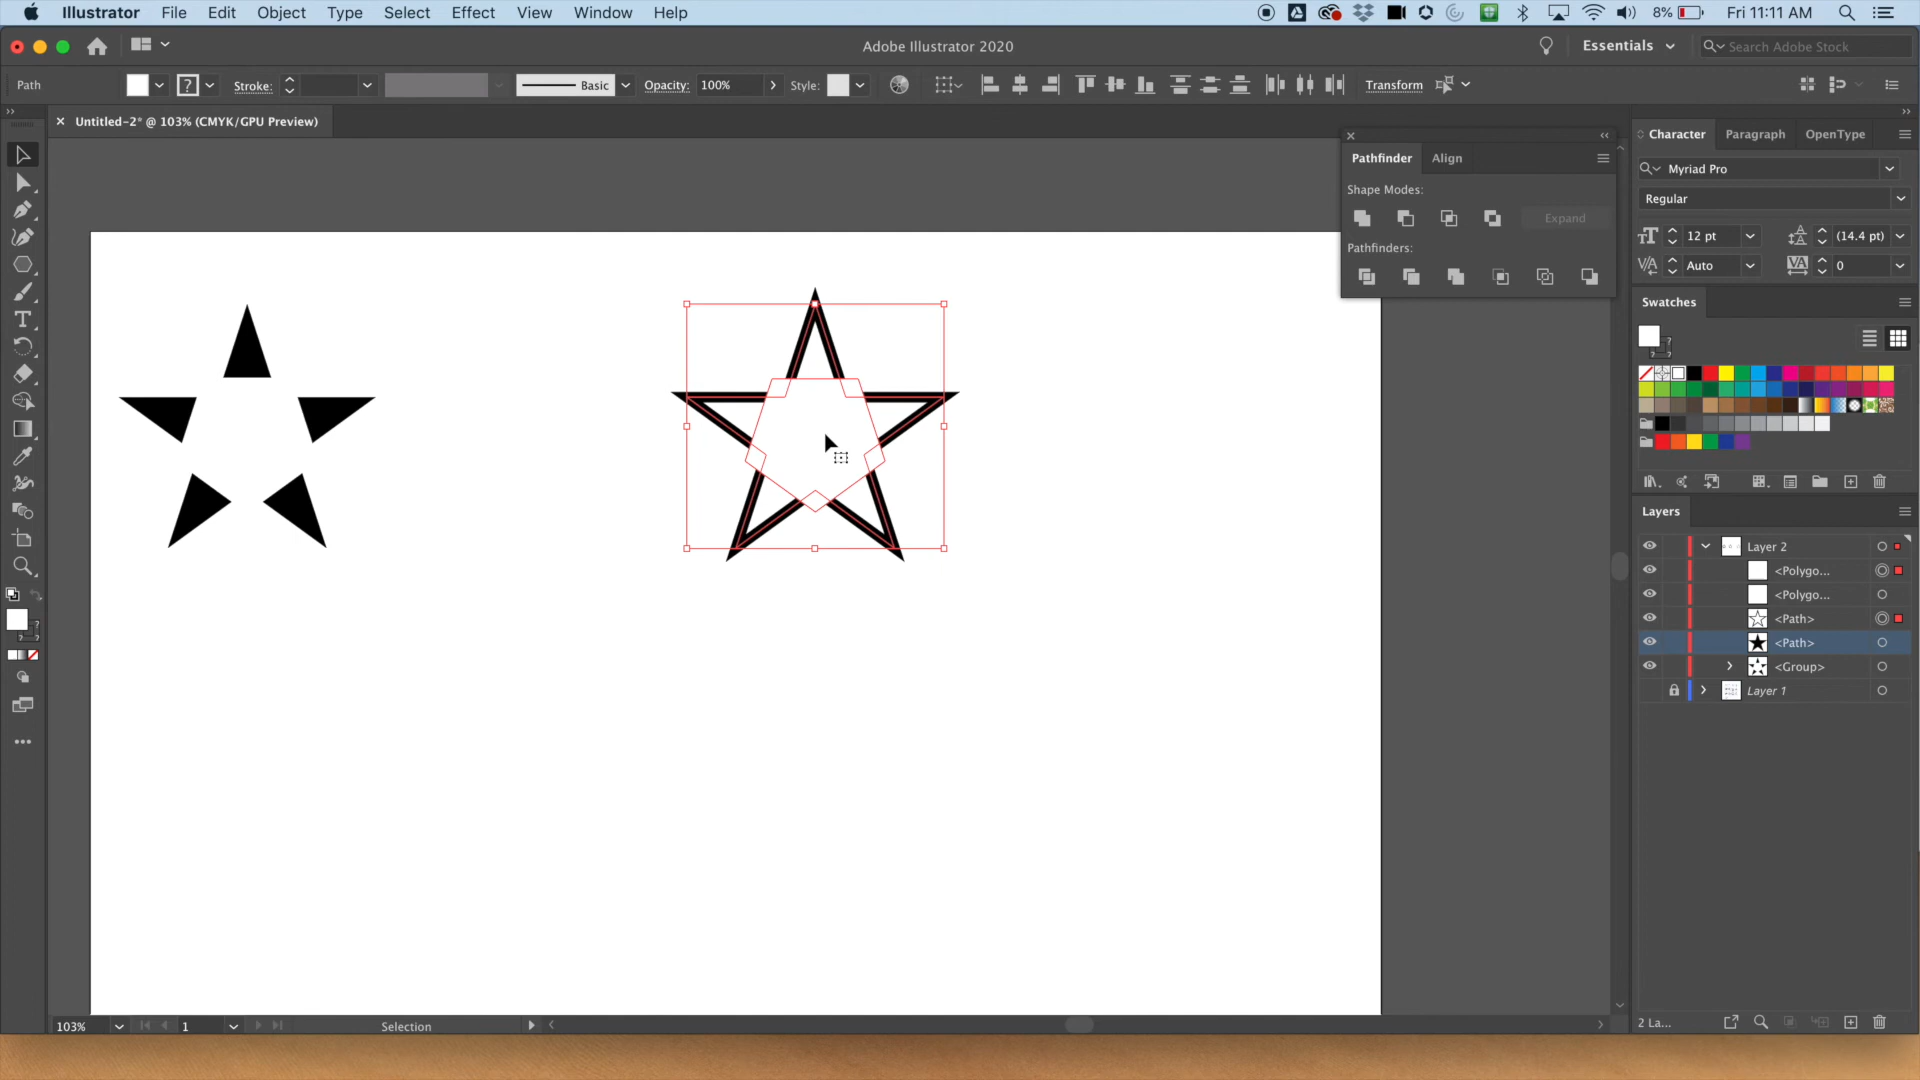 Illustrator File Edit Object Type Select Effect View Window Help 8% Fri 11:11 AM
Adobe Illustrator 2020 Essentials Search Adobe Stock
Path ? Stroke: Basic Opacity: 100% Style: Transform
Untitled-2* @ 103% (CMYK/GPU Preview)
Pathfinder Align
Shape Modes:
Expand
Pathfinders:
Character Paragraph OpenType
Myriad Pro
Regular
12 pt (14.4 pt)
Auto 0
Swatches
Layers
Layer 2
<Polygo...
<Polygo...
<Path>
<Path>
<Group>
Layer 1
103% 1 Selection 2 La...